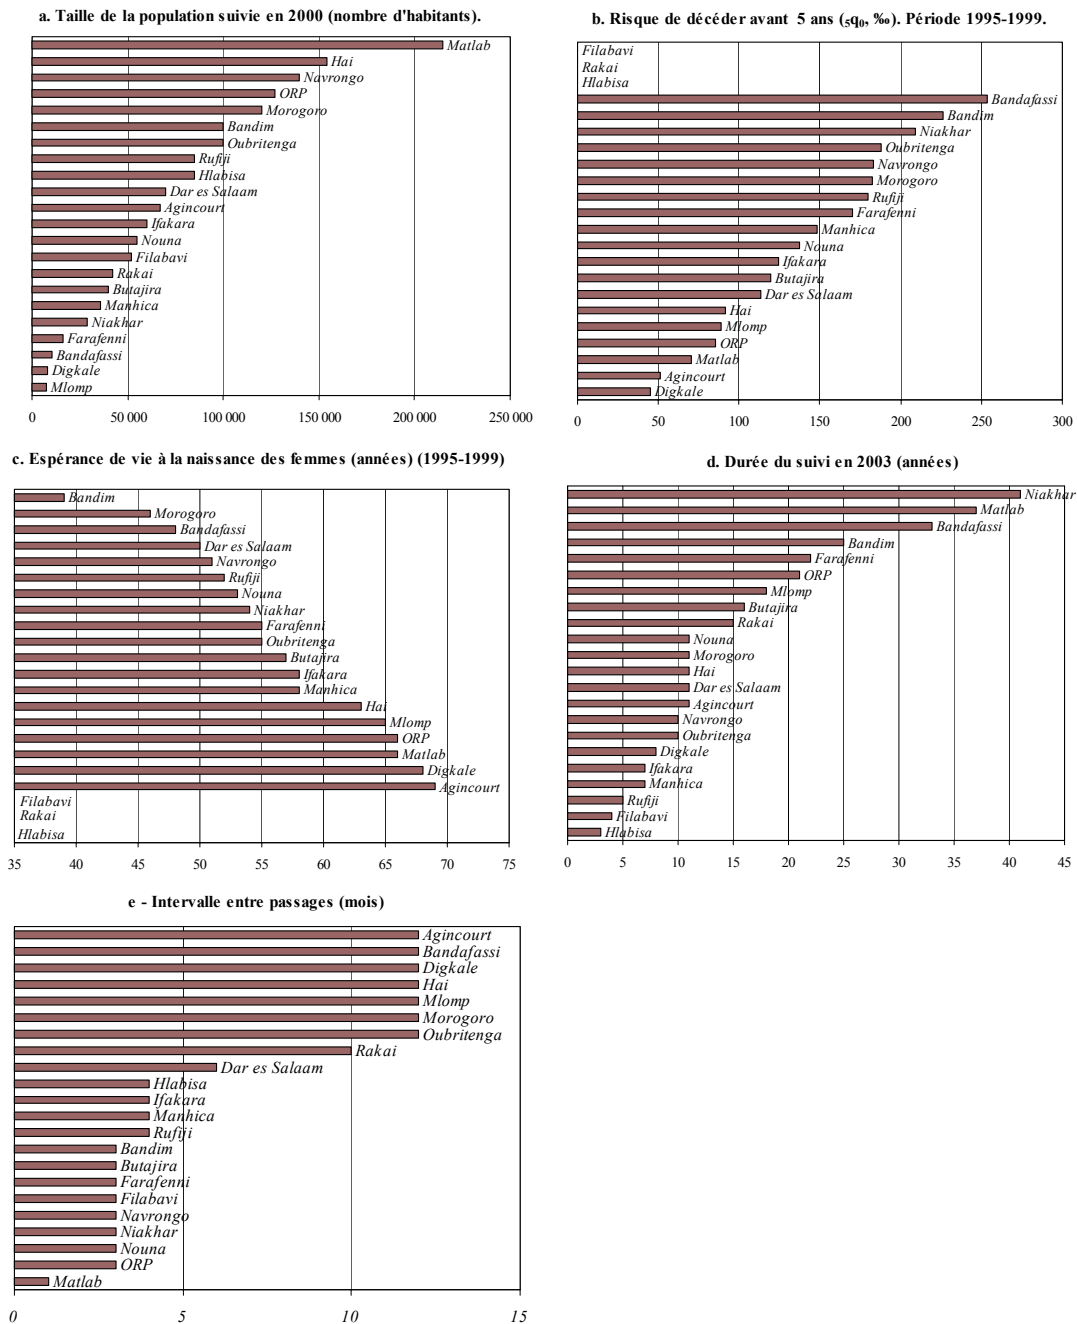 a. Taille de la population suivie en 2000 (nombre d'habitants).
Matlab
Hai
Navrongo
ORP
Morogoro
Bandim
Oubritenga
Rufiji
Hlabisa
Dar es Salaam
Agincourt
Ifakara
Nouna
Filabavi
Rakai
Butajira
Manhica
Niakhar
Farafenni
Bandafassi
Digkale
Mlomp
0 50 000 100 000 150 000 200 000 250 000
b. Risque de décéder avant 5 ans (₅q₀, ‰). Période 1995-1999.
Filabavi
Rakai
Hlabisa
Bandafassi
Bandim
Niakhar
Oubritenga
Navrongo
Morogoro
Rufiji
Farafenni
Manhica
Nouna
Ifakara
Butajira
Dar es Salaam
Hai
Mlomp
ORP
Matlab
Agincourt
Digkale
0 50 100 150 200 250 300
c. Espérance de vie à la naissance des femmes (années) (1995-1999)
Bandim
Morogoro
Bandafassi
Dar es Salaam
Navrongo
Rufiji
Nouna
Niakhar
Farafenni
Oubritenga
Butajira
Ifakara
Manhica
Hai
Mlomp
ORP
Matlab
Digkale
Agincourt
Filabavi
Rakai
Hlabisa
35 40 45 50 55 60 65 70 75
d. Durée du suivi en 2003 (années)
Niakhar
Matlab
Bandafassi
Bandim
Farafenni
ORP
Mlomp
Butajira
Rakai
Nouna
Morogoro
Hai
Dar es Salaam
Agincourt
Navrongo
Oubritenga
Digkale
Ifakara
Manhica
Rufiji
Filabavi
Hlabisa
0 5 10 15 20 25 30 35 40 45
e - Intervalle entre passages (mois)
Agincourt
Bandafassi
Digkale
Hai
Mlomp
Morogoro
Oubritenga
Rakai
Dar es Salaam
Hlabisa
Ifakara
Manhica
Rufiji
Bandim
Butajira
Farafenni
Filabavi
Navrongo
Niakhar
Nouna
ORP
Matlab
0 5 10 15